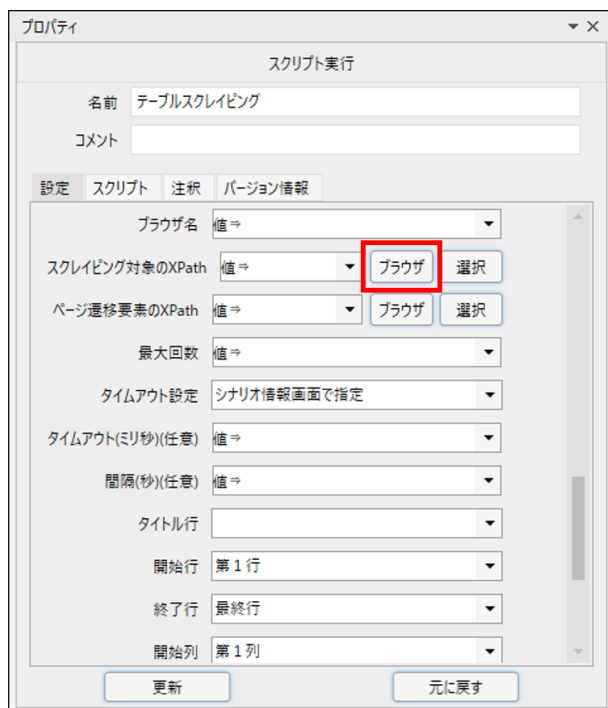 プロパティ
スクリプト実行
名前 テーブルスクレイピング
コメント
設定 スクリプト 注釈 バージョン情報
ブラウザ名 値⇒
スクレイピング対象のXPath 値⇒ ブラウザ 選択
ページ遷移要素のXPath 値⇒ ブラウザ 選択
最大回数 値⇒
タイムアウト設定 シナリオ情報画面で指定
タイムアウト(ミリ秒)(任意) 値⇒
間隔(秒)(任意) 値⇒
タイトル行
開始行 第1行
終了行 最終行
開始列 第1列
更新 元に戻す